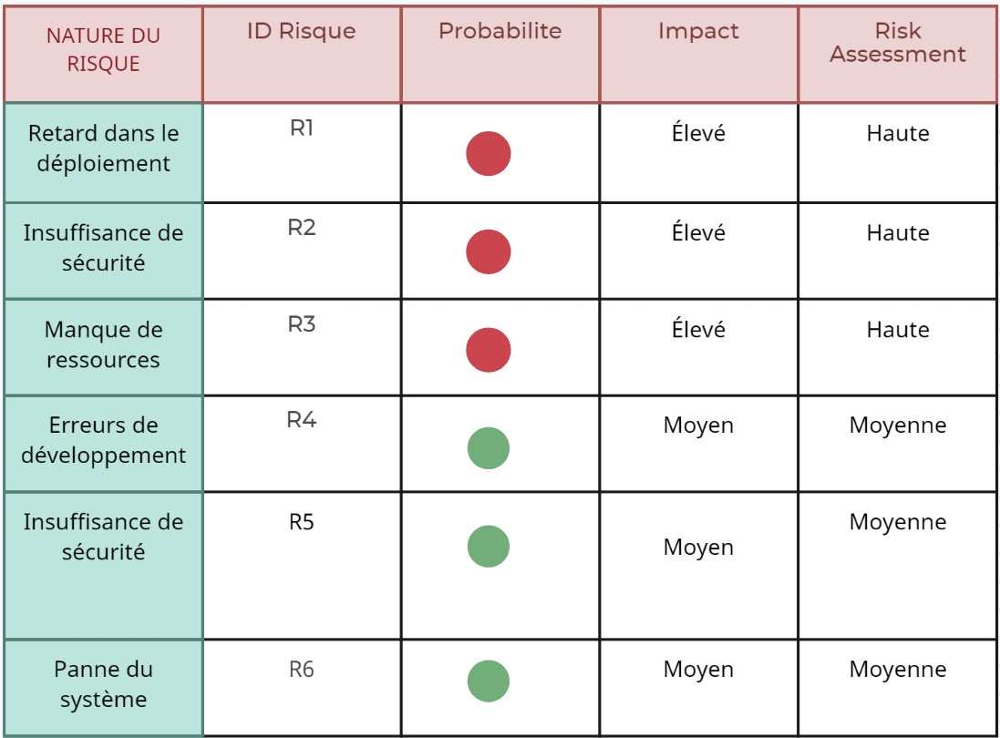 NATURE DU
RISQUE
ID Risque
Probabilite
Impact
Risk
Assessment
Retard dans le
déploiement
R1
Élevé
Haute
Insuffisance de
sécurité
R2
Élevé
Haute
Manque de
ressources
R3
Élevé
Haute
Erreurs de
développement
R4
Moyen
Moyenne
Insuffisance de
sécurité
R5
Moyen
Moyenne
Panne du
système
R6
Moyen
Moyenne